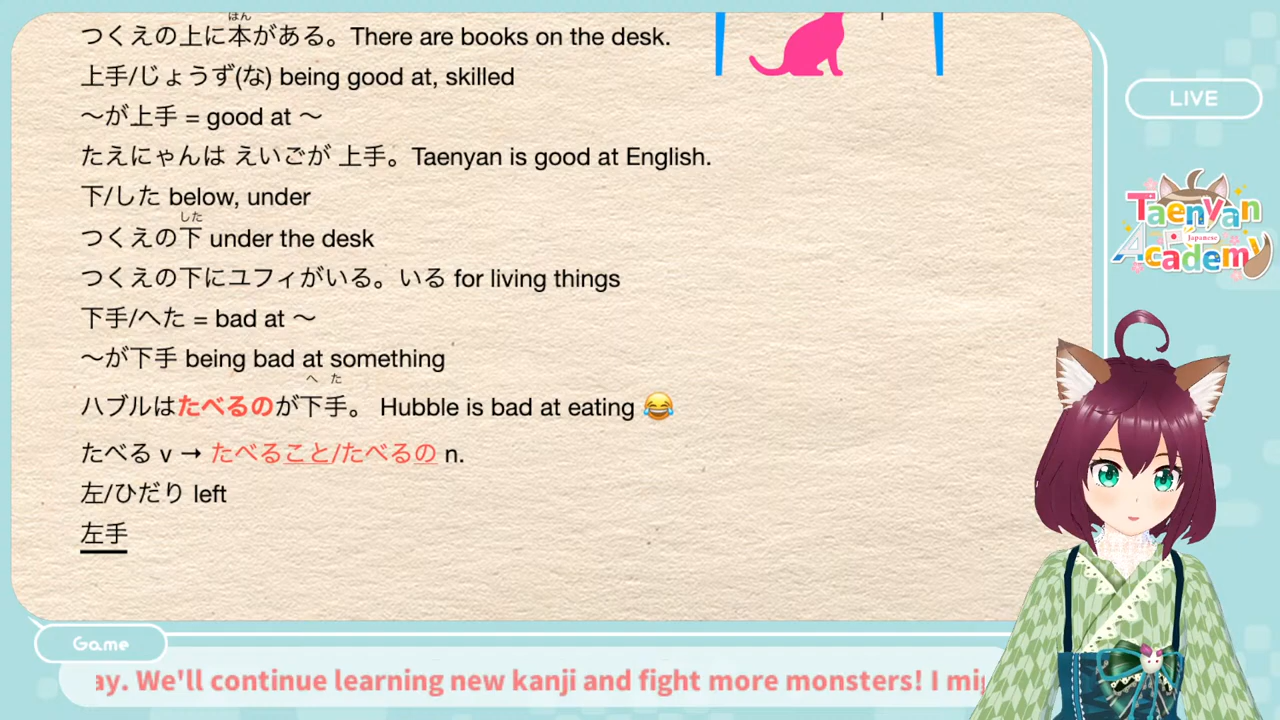 ほん
つくえの上に本がある。There are books on the desk.
上手/じょうず(な) being good at, skilled
〜が上手 = good at 〜
たえにゃんは えいごが 上手。Taenyan is good at English.
下/した below, under
した
つくえの下 under the desk
つくえの下にユフィがいる。いる for living things
下手/へた = bad at 〜
〜が下手 being bad at something
へ た
ハブルはたべるのが下手。 Hubble is bad at eating 😂
たべる v → たべること/たべるの n.
左/ひだり left
左手
LIVE
Taenyan
Japanese
Academy
Game
ay. We'll continue learning new kanji and fight more monsters! I mig